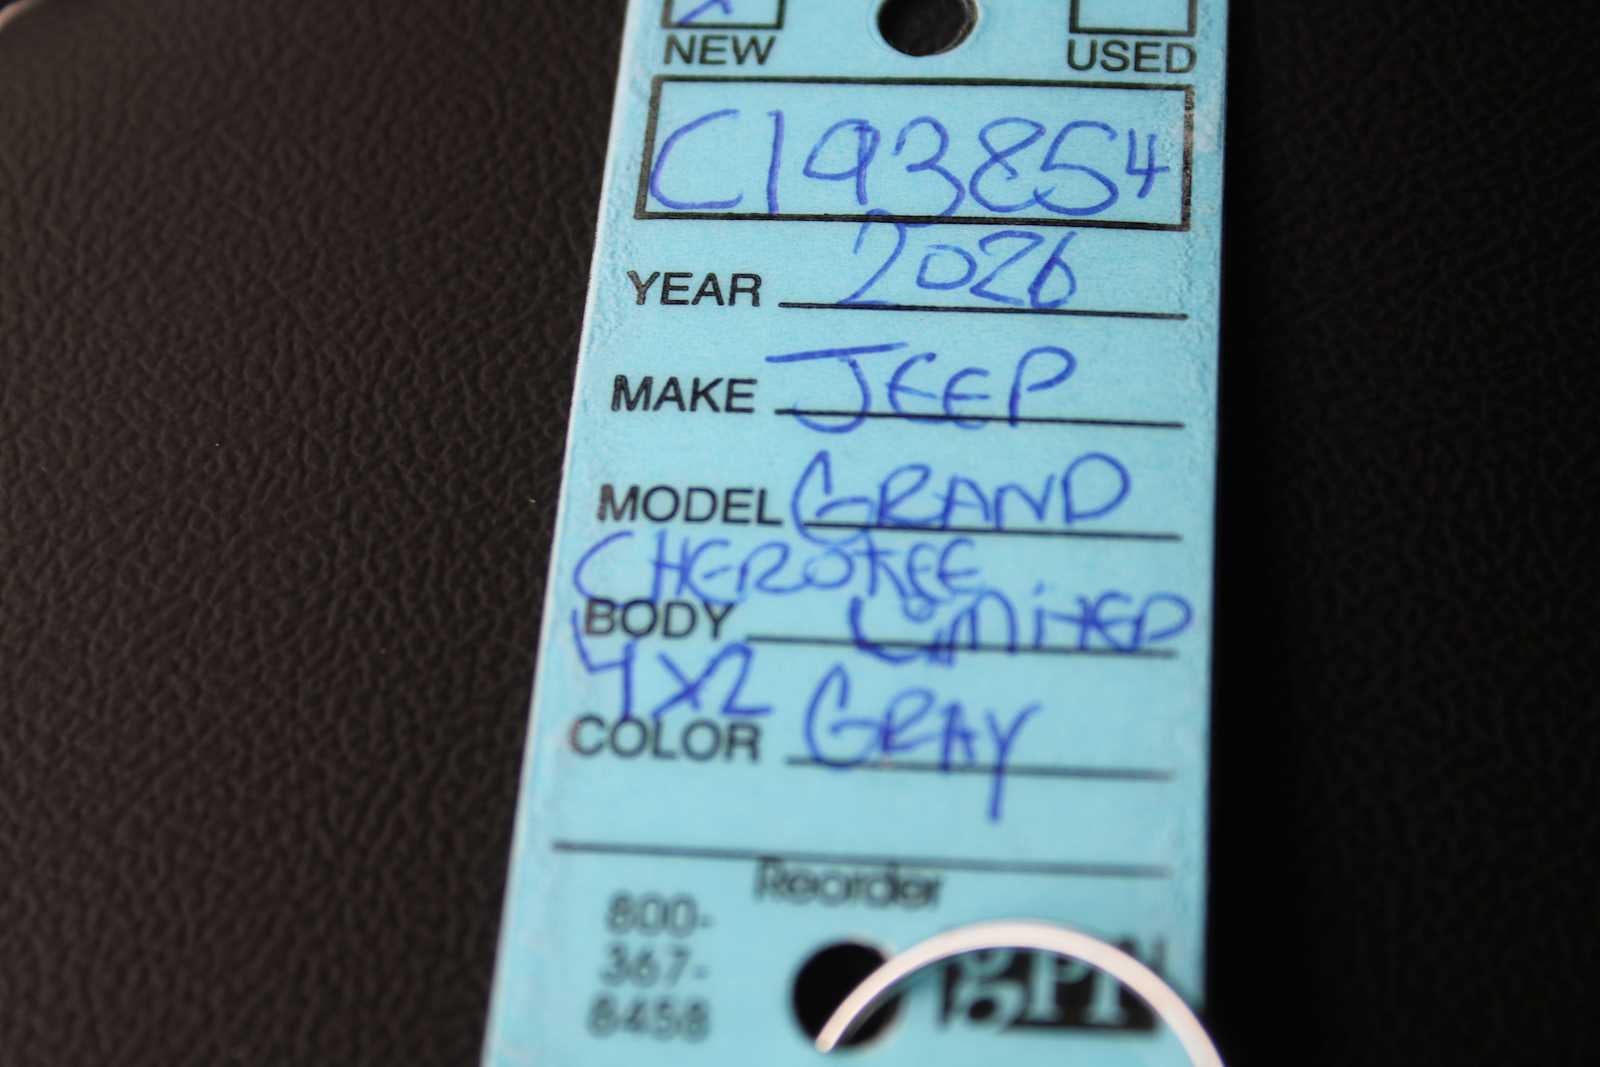 NEW USED
C193854
YEAR 2026
MAKE JEEP
MODEL GRAND
CHEROKEE
BODY LiMiTED
4X2
COLOR GRAY
Reorder
800-
367-
8458